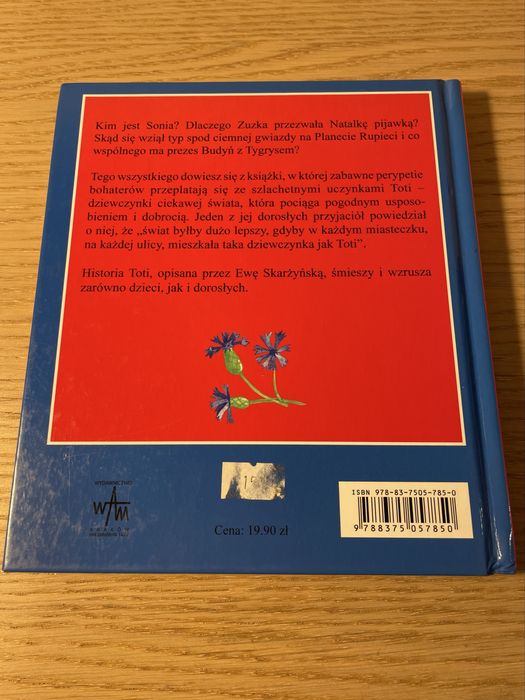 Kim jest Sonia? Dlaczego Zuzka przezwała Natalkę pijawką?
Skąd się wziął typ spod ciemnej gwiazdy na Planecie Rupieci i co
wspólnego ma prezes Budyń z Tygrysem?
Tego wszystkiego dowiesz się z książki, w której zabawne perypetie
bohaterów przeplatają się ze szlachetnymi uczynkami Toti –
dziewczynki ciekawej świata, która pociąga pogodnym usposo-
bieniem i dobrocią. Jeden z jej dorosłych przyjaciół powiedział
o niej, że „świat byłby dużo lepszy, gdyby w każdym miasteczku,
na każdej ulicy, mieszkała taka dziewczynka jak Toti”.
Historia Toti, opisana przez Ewę Skarżyńską, śmieszy i wzrusza
zarówno dzieci, jak i dorosłych.
WYDAWNICTWO
WAM
KRAKÓW
Cena: 19.90 zł
ISBN 978-83-7505-785-0
9 788375 057850